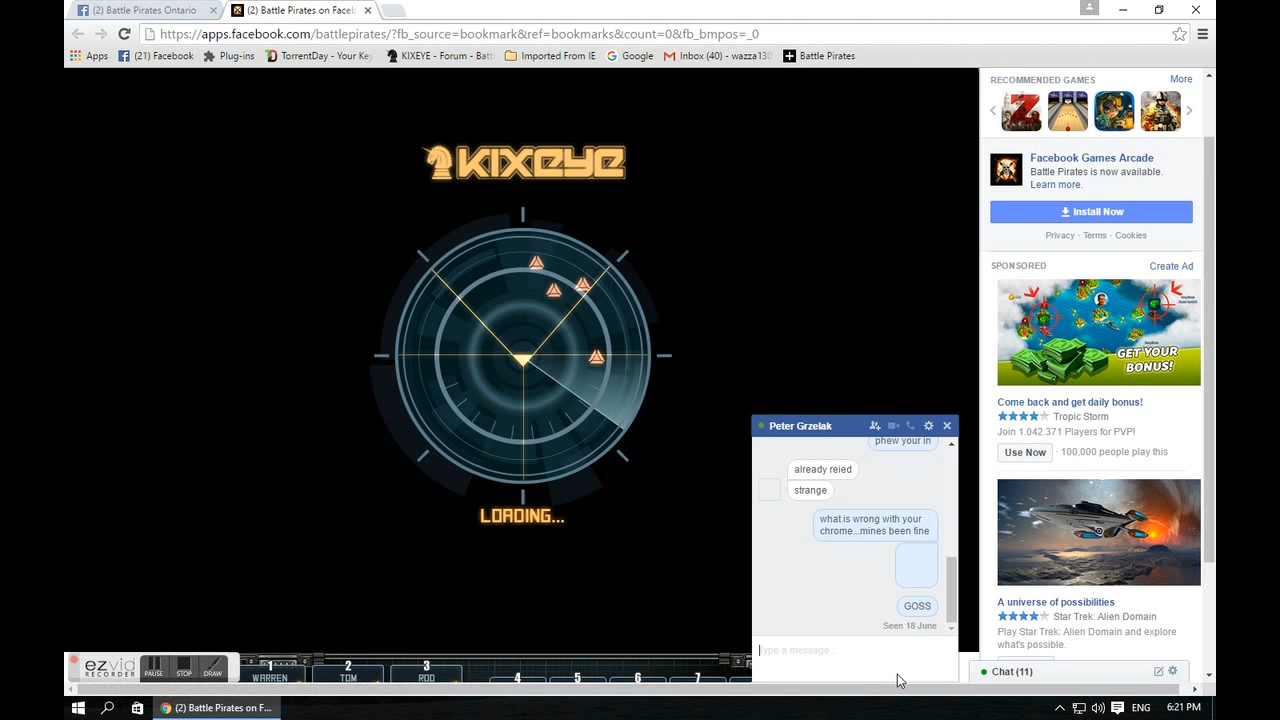 (2) Battle Pirates Ontario
(2) Battle Pirates on Faceb
https://apps.facebook.com/battlepirates/?fb_source=bookmark&ref=bookmarks&count=0&fb_bmpos=_0
Apps
(21) Facebook
Plug-ins
TorrentDay - Your Key
KIXEYE - Forum - Batt
Imported From IE
Google
Inbox (40) - wazza130
Battle Pirates
KIXEYE
LOADING...
RECOMMENDED GAMES
More
Facebook Games Arcade
Battle Pirates is now available.
Learn more.
Install Now
Privacy · Terms · Cookies
SPONSORED
Create Ad
GET YOUR
BONUS!
Come back and get daily bonus!
Tropic Storm
Join 1.042.371 Players for PVP!
Use Now
· 100,000 people play this
A universe of possibilities
Star Trek: Alien Domain
Play Star Trek: Alien Domain and explore
what's possible.
Peter Grzelak
phew your in
already reied
strange
what is wrong with your
chrome...mines been fine
GOSS
Seen 18 June
Type a message...
Chat (11)
ezvid
RECORDER
PAUSE
STOP
DRAW
1
WARREN
2
TOM
3
ROD
4
5
6
7
(2) Battle Pirates on F...
ENG
6:21 PM